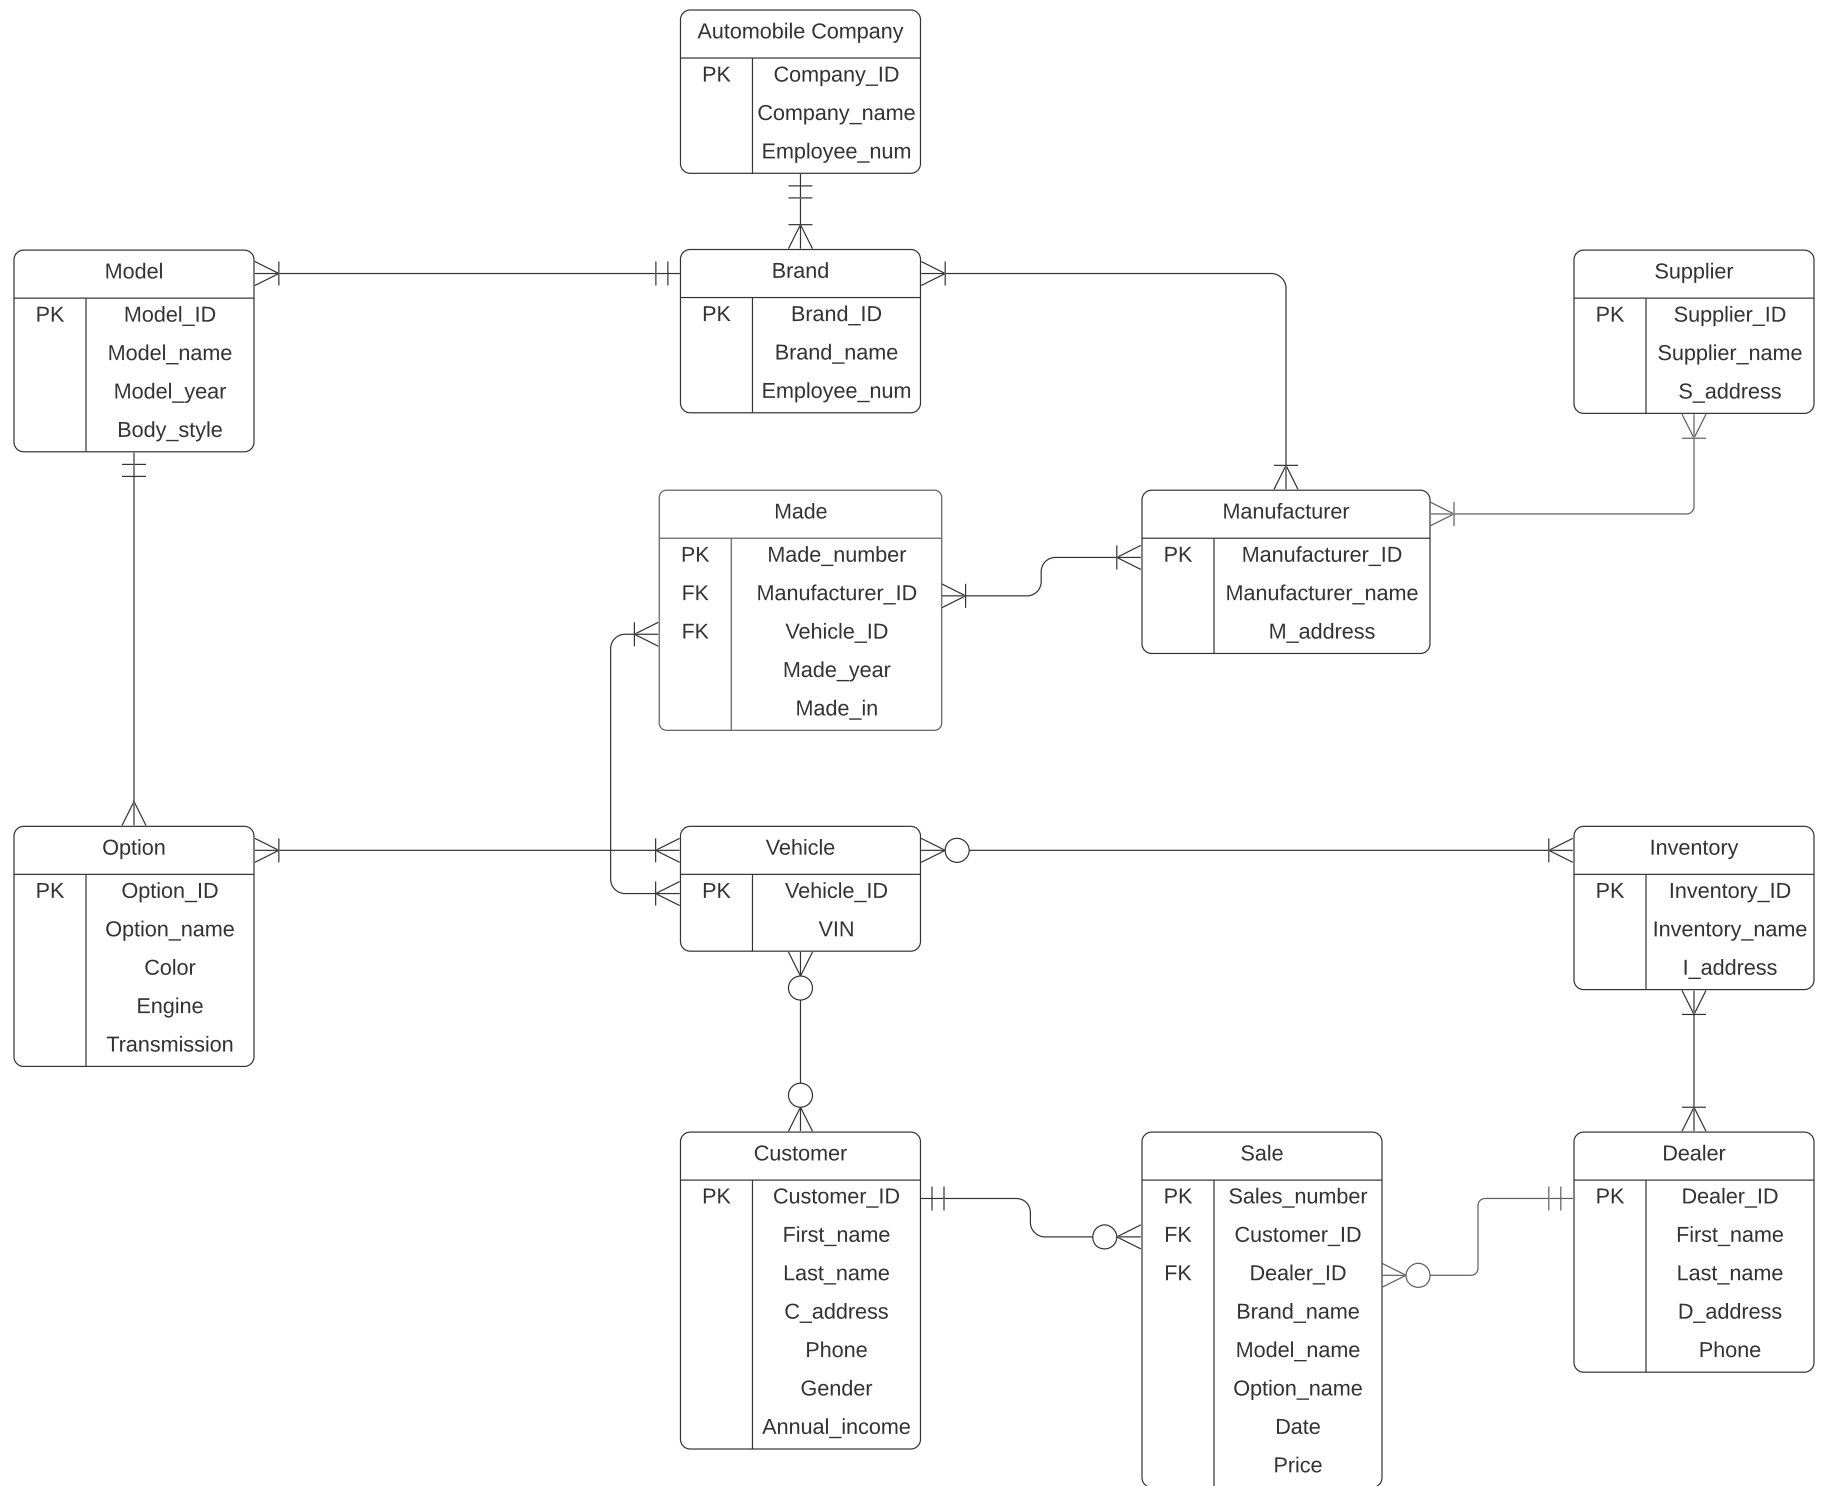 Automobile Company
PK Company_ID
Company_name
Employee_num
Model
PK Model_ID
Model_name
Model_year
Body_style
Brand
PK Brand_ID
Brand_name
Employee_num
Supplier
PK Supplier_ID
Supplier_name
S_address
Made
PK Made_number
FK Manufacturer_ID
FK Vehicle_ID
Made_year
Made_in
Manufacturer
PK Manufacturer_ID
Manufacturer_name
M_address
Option
PK Option_ID
Option_name
Color
Engine
Transmission
Vehicle
PK Vehicle_ID
VIN
Inventory
PK Inventory_ID
Inventory_name
I_address
Customer
PK Customer_ID
First_name
Last_name
C_address
Phone
Gender
Annual_income
Sale
PK Sales_number
FK Customer_ID
FK Dealer_ID
Brand_name
Model_name
Option_name
Date
Price
Dealer
PK Dealer_ID
First_name
Last_name
D_address
Phone